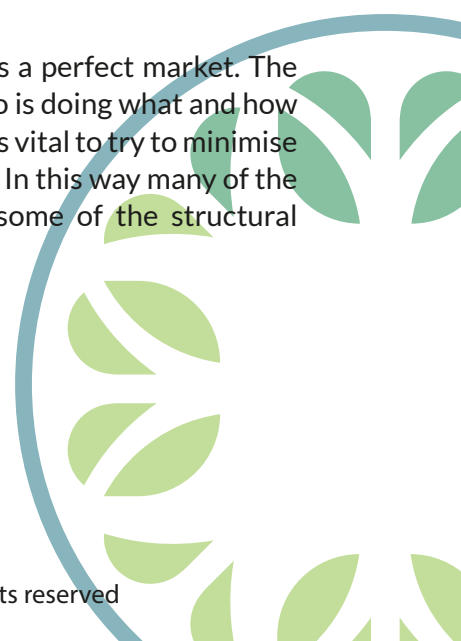 s a perfect market. The
o is doing what and how
s vital to try to minimise
In this way many of the
some of the structural
ts reserved